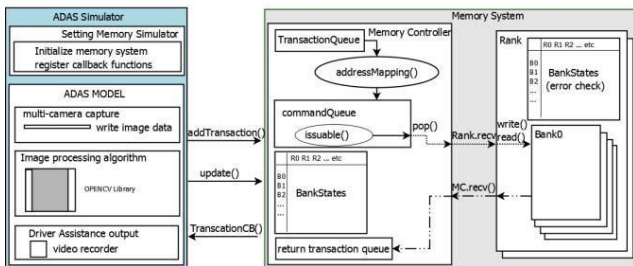 ADAS Simulator
Setting Memory Simulator
Initialize memory system
register callback functions
ADAS MODEL
multi-camera capture
write image data
Image processing algorithm
OPENCV Library
Driver Assistance output
video recorder
addTransaction()
update()
TranscationCB()
Memory System
Memory Controller
TransactionQueue
addressMapping()
commandQueue
issuable()
pop()
R0 R1 R2 ... etc
B0
B1
B2
...
...
BankStates
return transaction queue
Rank.recv
MC.recv()
Rank
R0 R1 R2 ... etc
B0
B1
B2
...
...
BankStates
(error check)
write()
read()
Bank0